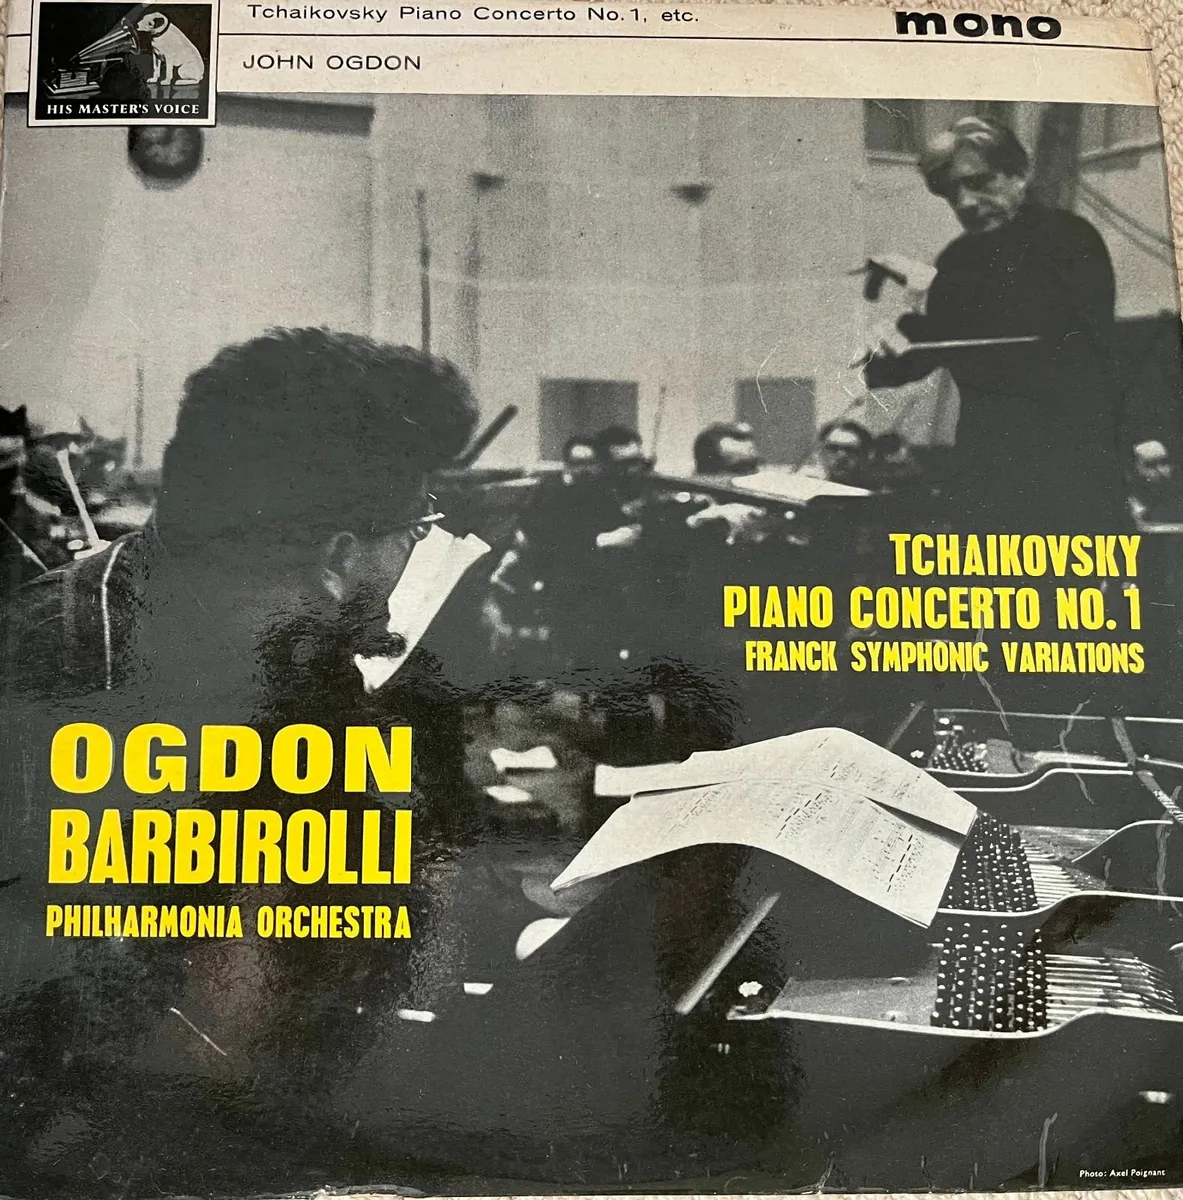 Tchaikovsky Piano Concerto No. 1, etc.
mono
JOHN OGDON
HIS MASTER'S VOICE
TCHAIKOVSKY
PIANO CONCERTO NO. 1
FRANCK SYMPHONIC VARIATIONS
OGDON
BARBIROLLI
PHILHARMONIA ORCHESTRA
Photo: Axel Poignant